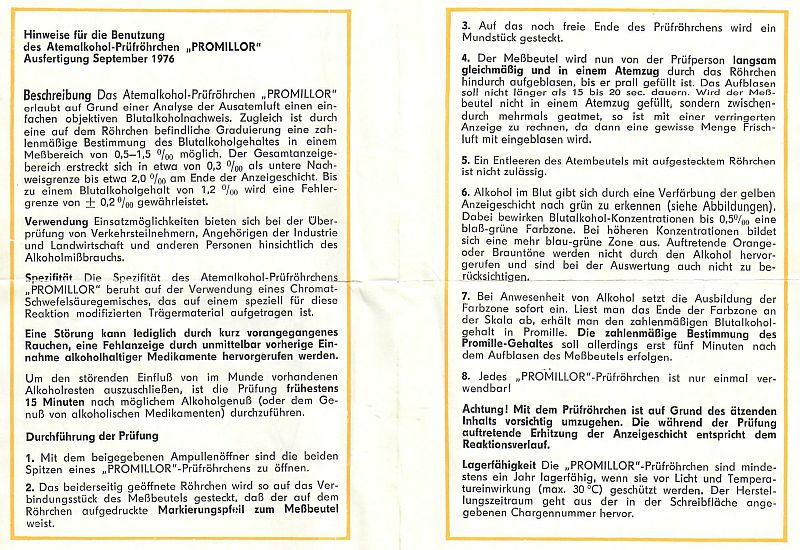 Hinweise für die Benutzung
des Atemalkohol-Prüfröhrchen „PROMILLOR"
Ausfertigung September 1976
Beschreibung Das Atemalkohol-Prüfröhrchen „PROMILLOR"
erlaubt auf Grund einer Analyse der Ausatemluft einen ein-
fachen objektiven Blutalkoholnachweis. Zugleich ist durch
eine auf dem Röhrchen befindliche Graduierung eine zah-
lenmäßige Bestimmung des Blutalkoholgehaltes in einem
Meßbereich von 0,5–1,5 ⁰/₀₀ möglich. Der Gesamtanzeige-
bereich erstreckt sich in etwa von 0,3 ⁰/₀₀ als untere Nach-
weisgrenze bis etwa 2,0 ⁰/₀₀ am Ende der Anzeigeschicht. Bis
zu einem Blutalkoholgehalt von 1,2 ⁰/₀₀ wird eine Fehler-
grenze von ± 0,2 ⁰/₀₀ gewährleistet.
Verwendung Einsatzmöglichkeiten bieten sich bei der Über-
prüfung von Verkehrsteilnehmern, Angehörigen der Industrie
und Landwirtschaft und anderen Personen hinsichtlich des
Alkoholmißbrauchs.
Spezifität Die Spezifität des Atemalkohol-Prüfröhrchens
„PROMILLOR" beruht auf der Verwendung eines Chromat-
Schwefelsäuregemisches, das auf einem speziell für diese
Reaktion modifizierten Trägermaterial aufgetragen ist.
Eine Störung kann lediglich durch kurz vorangegangenes
Rauchen, eine Fehlanzeige durch unmittelbar vorherige Ein-
nahme alkoholhaltiger Medikamente hervorgerufen werden.
Um den störenden Einfluß von im Munde vorhandenen
Alkoholresten auszuschließen, ist die Prüfung frühestens
15 Minuten nach möglichem Alkoholgenuß (oder dem Ge-
nuß von alkoholischen Medikamenten) durchzuführen.
Durchführung der Prüfung
1. Mit dem beigegebenen Ampullenöffner sind die beiden
Spitzen eines „PROMILLOR"-Prüfröhrchens zu öffnen.
2. Das beiderseitig geöffnete Röhrchen wird so auf das Ver-
bindungsstück des Meßbeutels gesteckt, daß der auf dem
Röhrchen aufgedruckte Markierungspfeil zum Meßbeutel
weist.
3. Auf das noch freie Ende des Prüfröhrchens wird ein
Mundstück gesteckt.
4. Der Meßbeutel wird nun von der Prüfperson langsam
gleichmäßig und in einem Atemzug durch das Röhrchen
hindurch aufgeblasen, bis er prall gefüllt ist. Das Aufblasen
soll nicht länger als 15 bis 20 sec. dauern. Wird der Meß-
beutel nicht in einem Atemzug gefüllt, sondern zwischen-
durch mehrmals geatmet, so ist mit einer verringerten
Anzeige zu rechnen, da dann eine gewisse Menge Frisch-
luft mit eingeblasen wird.
5. Ein Entleeren des Atembeutels mit aufgestecktem Röhrchen
ist nicht zulässig.
6. Alkohol im Blut gibt sich durch eine Verfärbung der gelben
Anzeigeschicht nach grün zu erkennen (siehe Abbildungen).
Dabei bewirken Blutalkohol-Konzentrationen bis 0,5⁰/₀₀ eine
blaß-grüne Farbzone. Bei höheren Konzentrationen bildet
sich eine mehr blau-grüne Zone aus. Auftretende Orange-
oder Brauntöne werden nicht durch den Alkohol hervor-
gerufen und sind bei der Auswertung auch nicht zu be-
rücksichtigen.
7. Bei Anwesenheit von Alkohol setzt die Ausbildung der
Farbzone sofort ein. Liest man das Ende der Farbzone an
der Skala ab, erhält man den zahlenmäßigen Blutalkohol-
gehalt in Promille. Die zahlenmäßige Bestimmung des
Promille-Gehaltes soll allerdings erst fünf Minuten nach
dem Aufblasen des Meßbeutels erfolgen.
8. Jedes „PROMILLOR"-Prüfröhrchen ist nur einmal ver-
wendbar!
Achtung! Mit dem Prüfröhrchen ist auf Grund des ätzenden
Inhalts vorsichtig umzugehen. Die während der Prüfung
auftretende Erhitzung der Anzeigeschicht entspricht dem
Reaktionsverlauf.
Lagerfähigkeit Die „PROMILLOR"-Prüfröhrchen sind minde-
stens ein Jahr lagerfähig, wenn sie vor Licht und Tempera-
tureinwirkung (max. 30 °C) geschützt werden. Der Herstel-
lungszeitraum geht aus der in der Schreibfläche ange-
gebenen Chargennummer hervor.